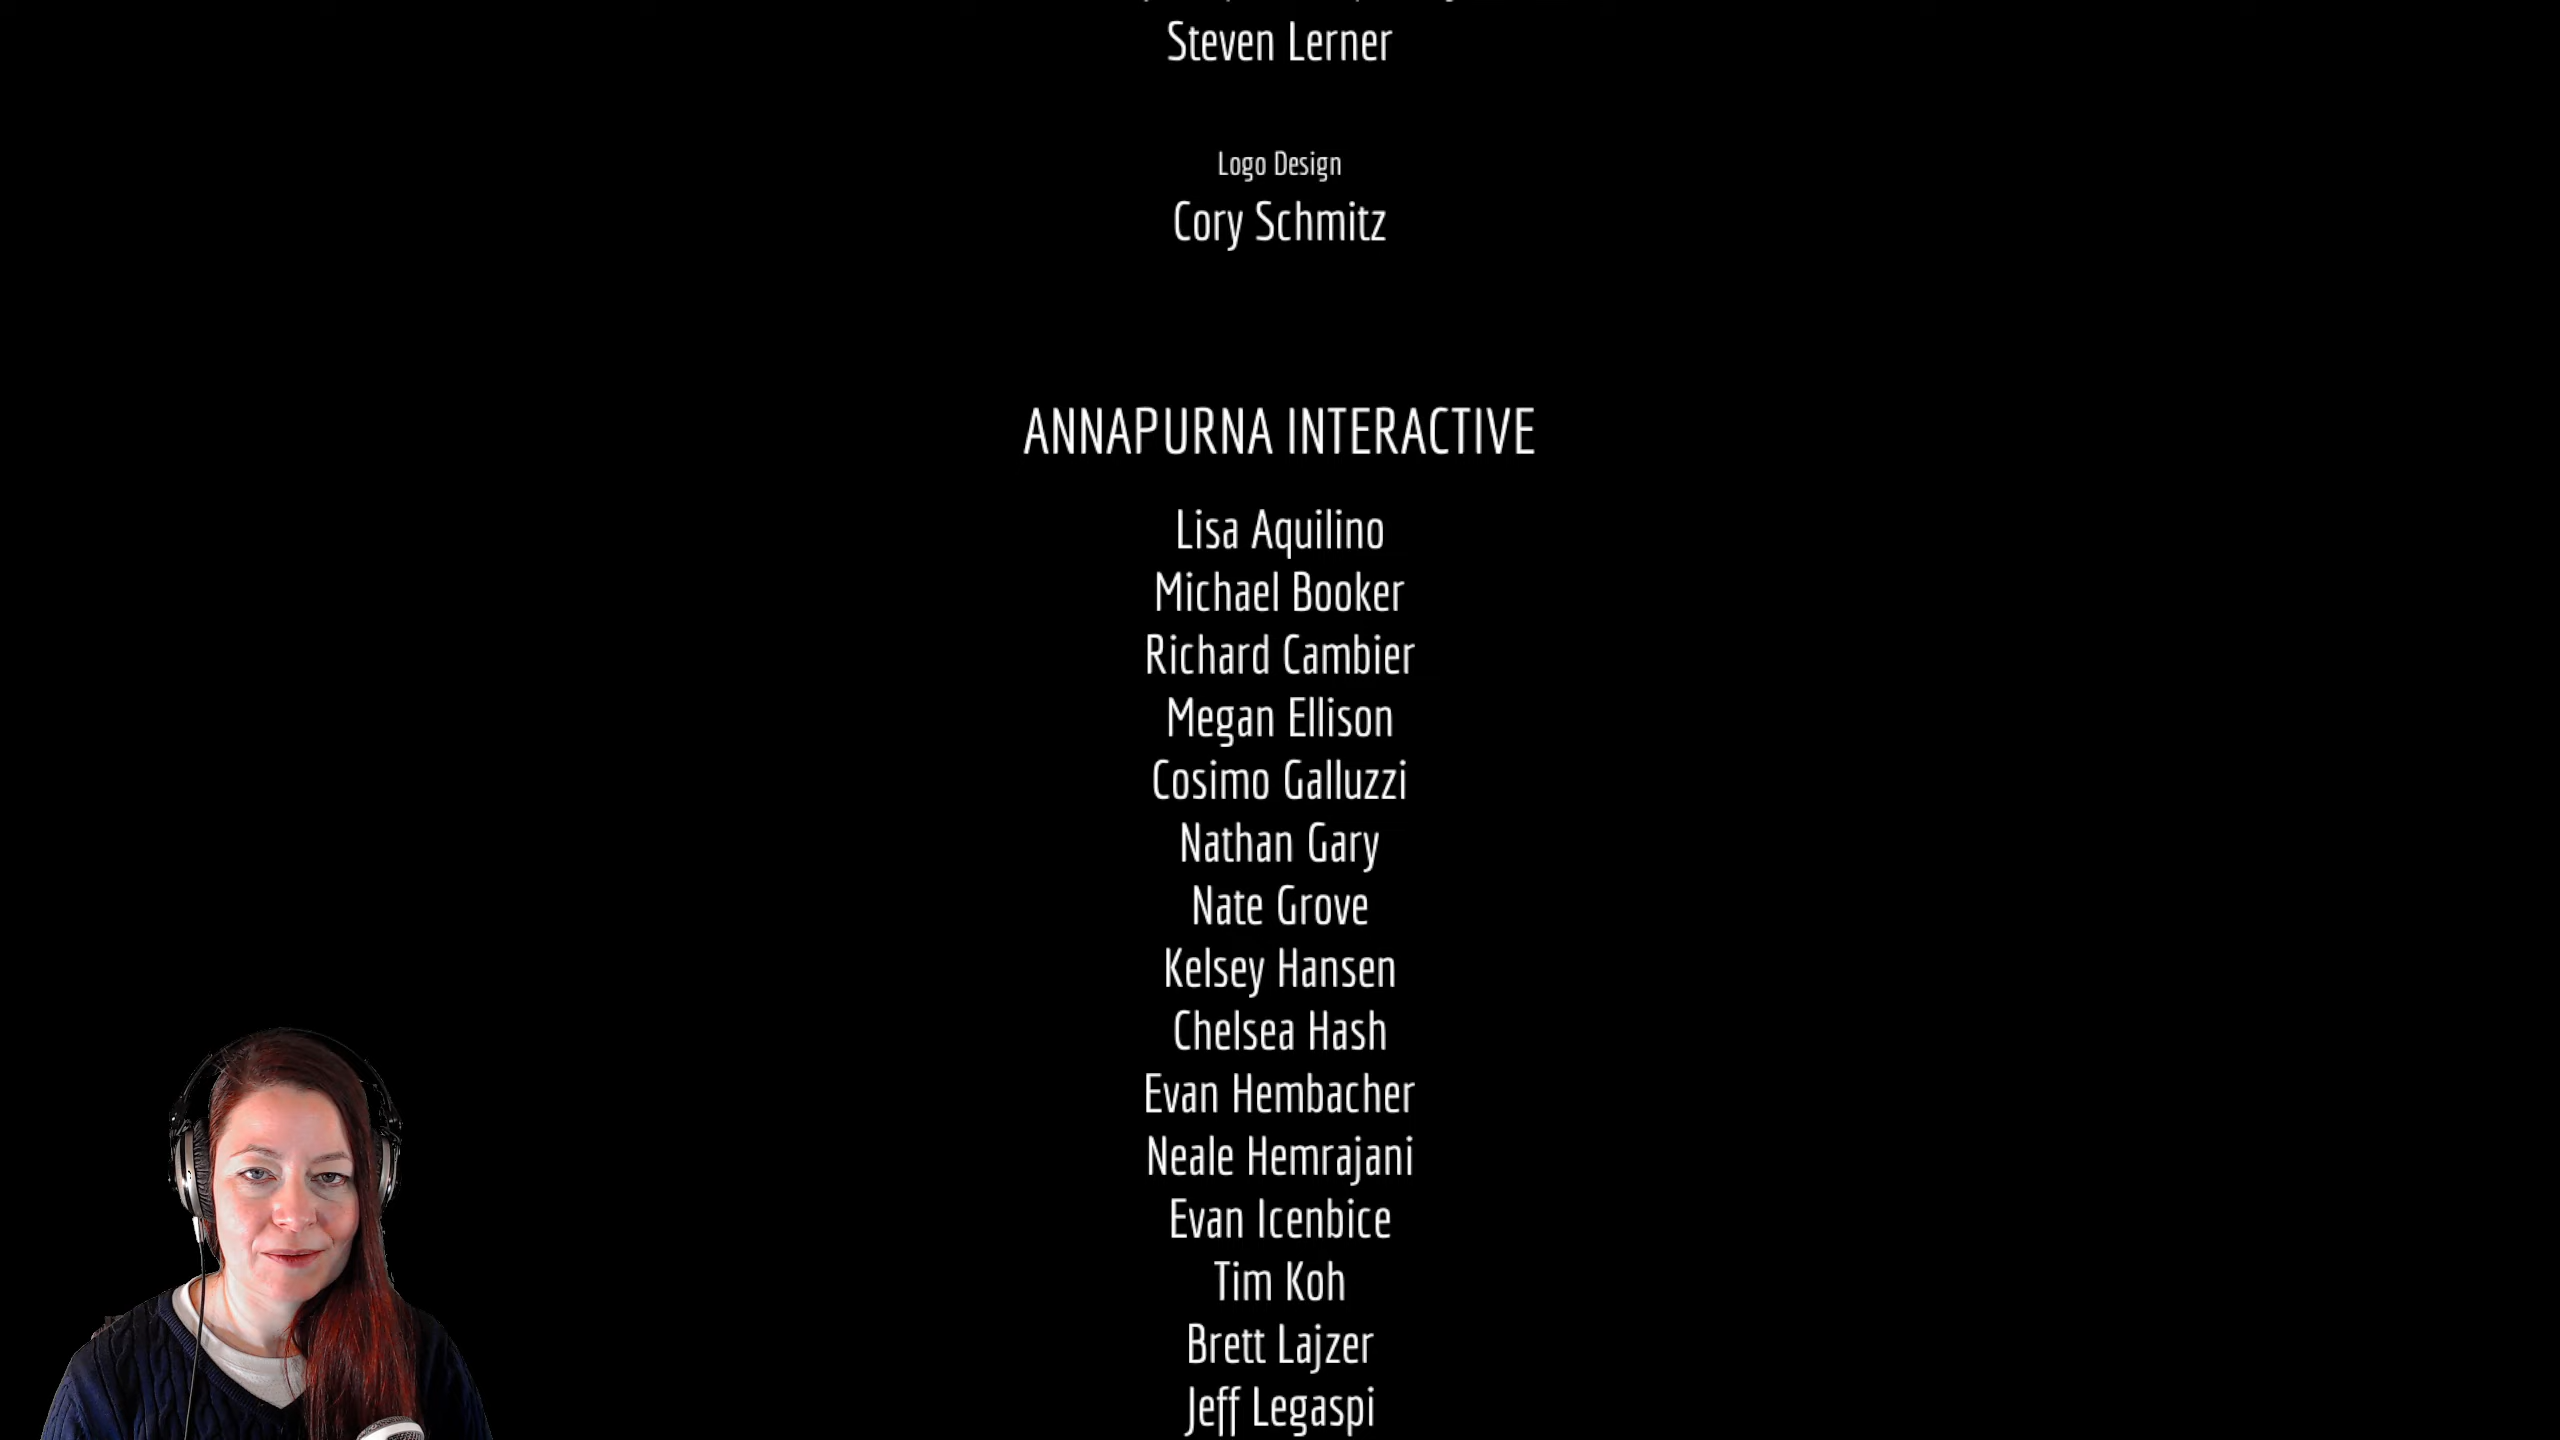 Steven Lerner
Logo Design
Cory Schmitz
ANNAPURNA INTERACTIVE
Lisa Aquilino
Michael Booker
Richard Cambier
Megan Ellison
Cosimo Galluzzi
Nathan Gary
Nate Grove
Kelsey Hansen
Chelsea Hash
Evan Hembacher
Neale Hemrajani
Evan Icenbice
Tim Koh
Brett Lajzer
Jeff Legaspi